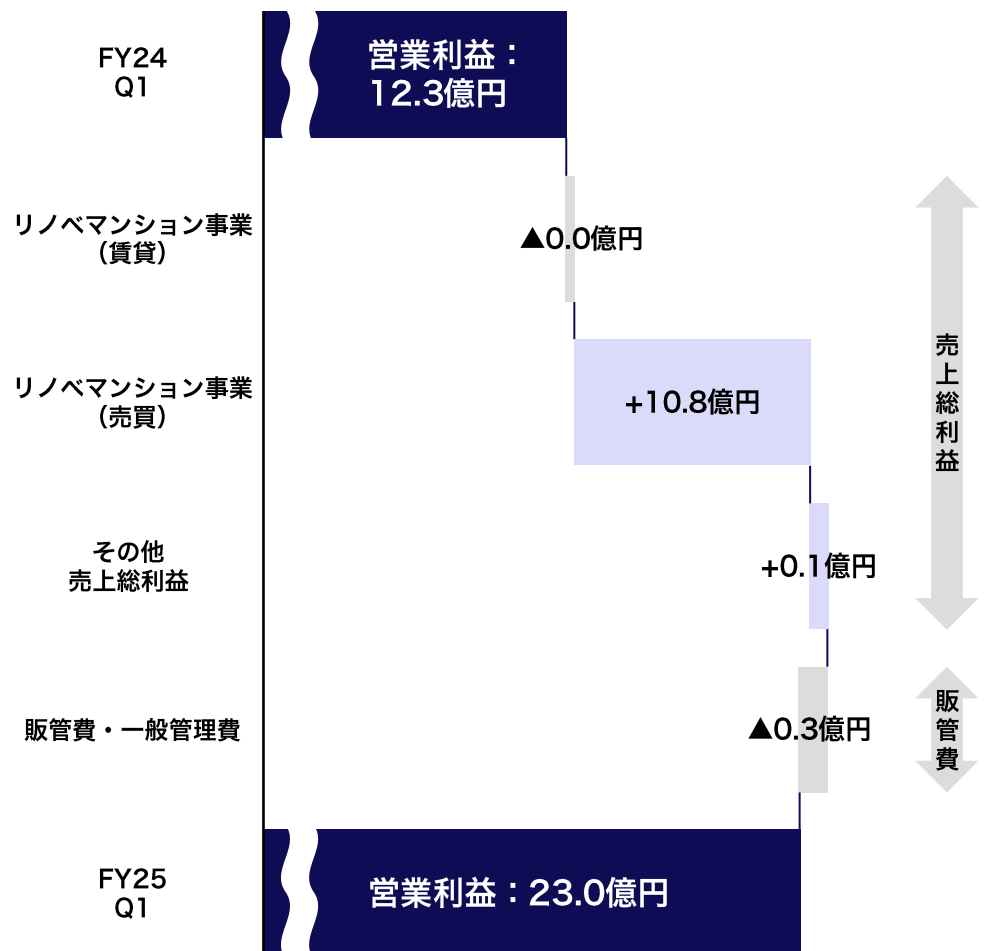 FY24
Q1
営業利益：
12.3億円
リノベマンション事業
（賃貸）
▲0.0億円
リノベマンション事業
（売買）
+10.8億円
その他
売上総利益
+0.1億円
売上総利益
販管費・一般管理費
▲0.3億円
販管費
FY25
Q1
営業利益：23.0億円